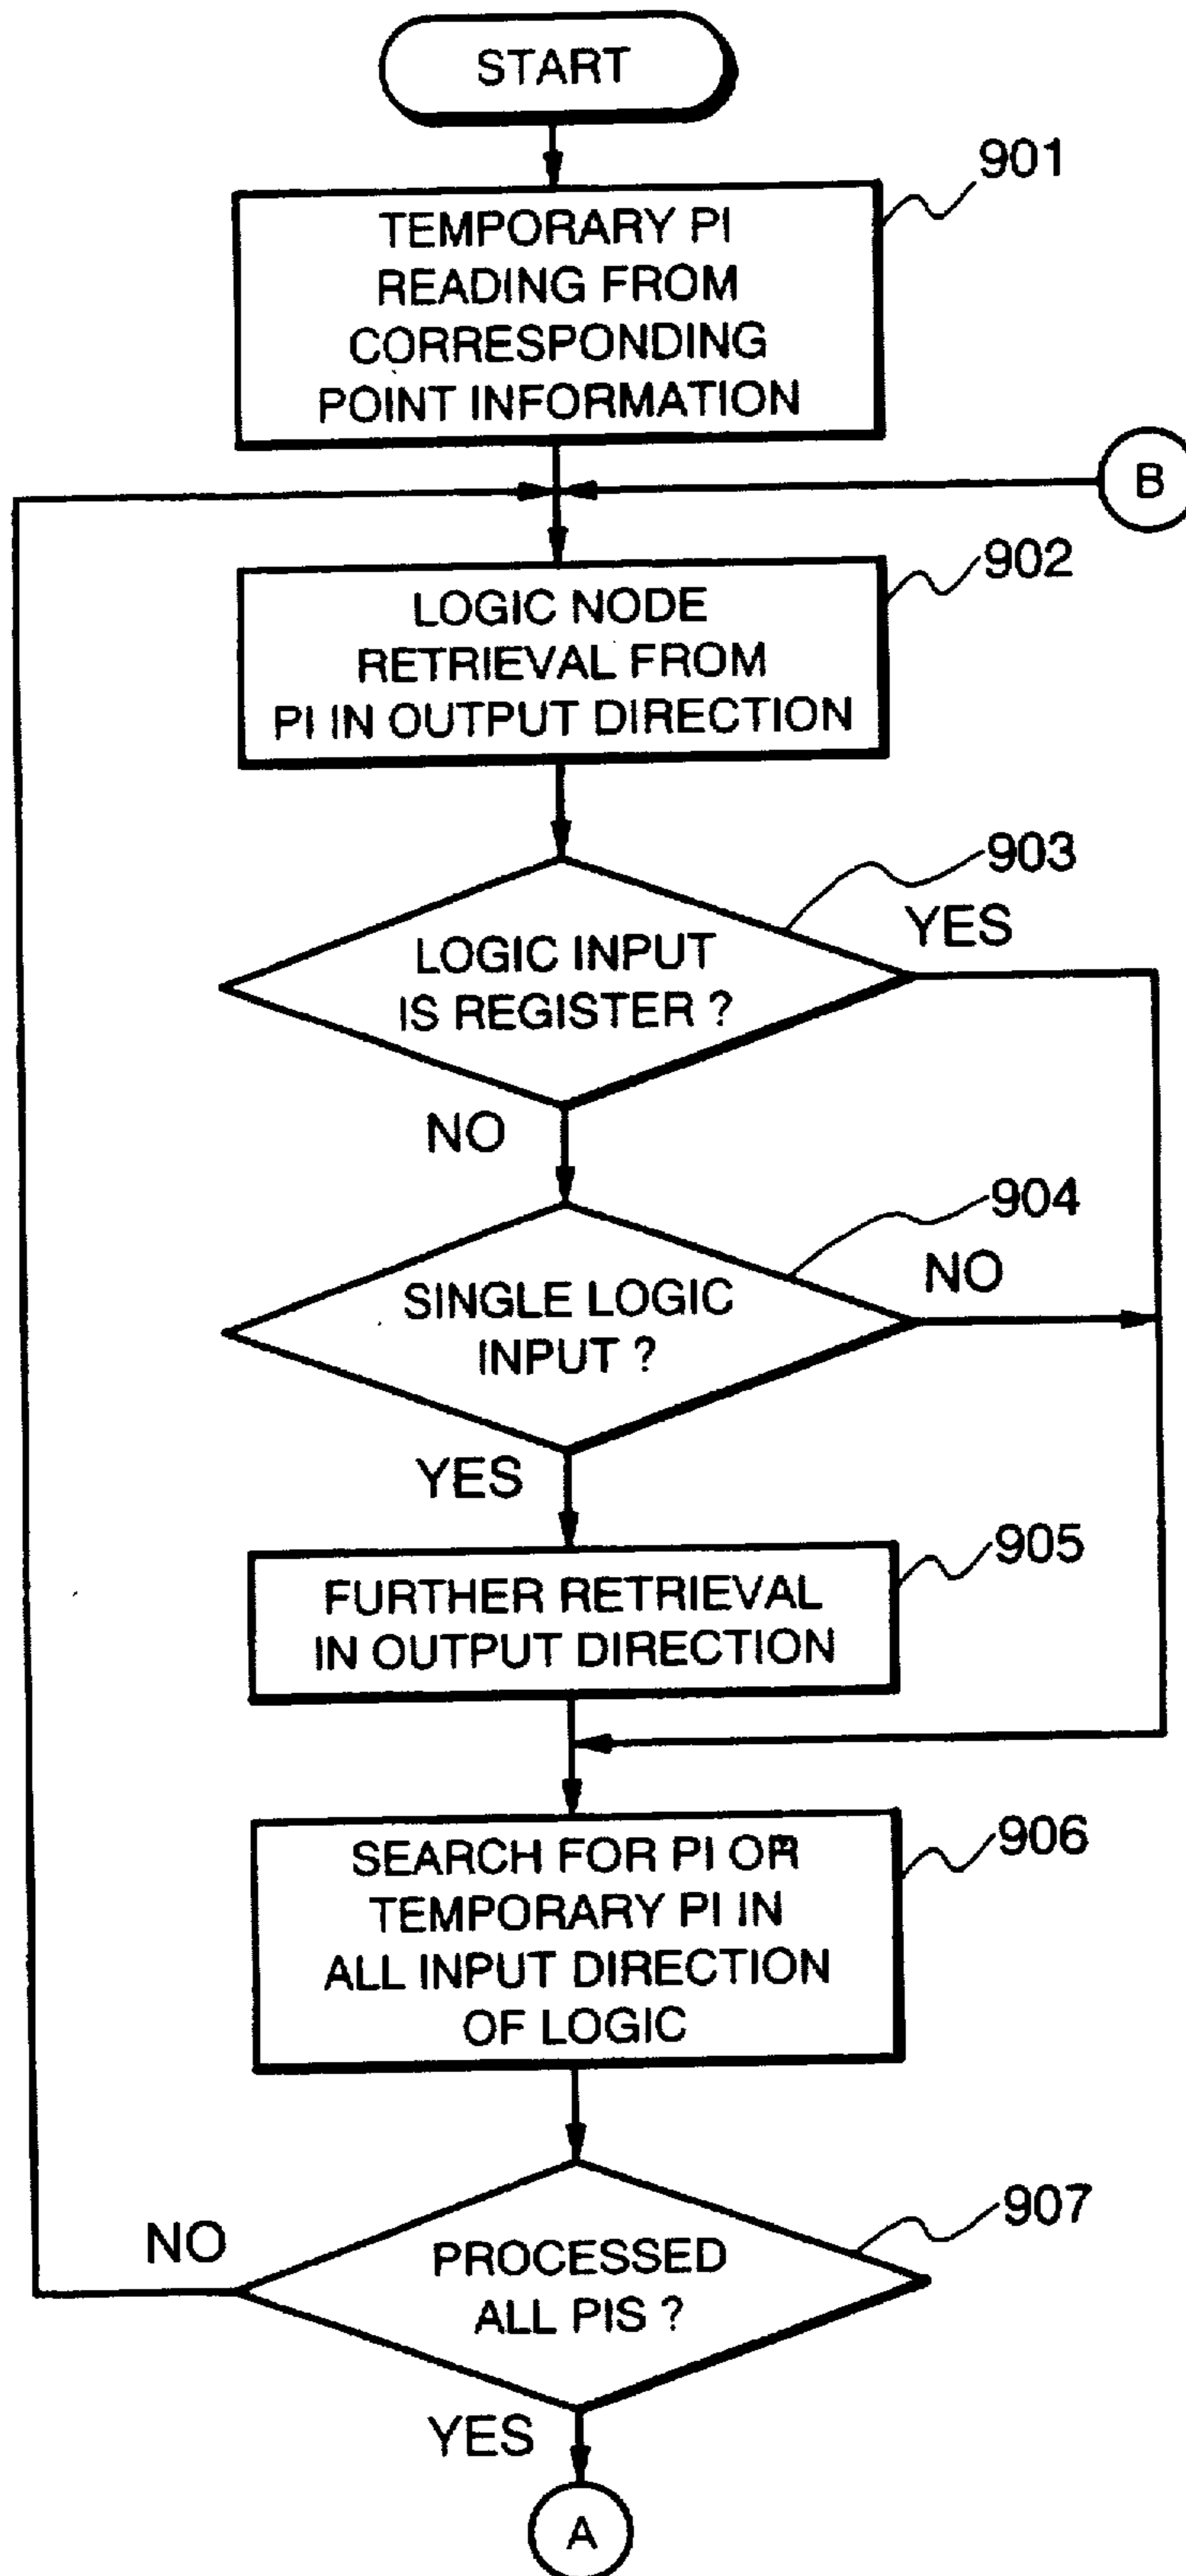 START
901
TEMPORARY PI
READING FROM
CORRESPONDING
POINT INFORMATION
B
902
LOGIC NODE
RETRIEVAL FROM
PI IN OUTPUT DIRECTION
903
YES
LOGIC INPUT
IS REGISTER ?
NO
904
NO
SINGLE LOGIC
INPUT ?
YES
905
FURTHER RETRIEVAL
IN OUTPUT DIRECTION
906
SEARCH FOR PI OR
TEMPORARY PI IN
ALL INPUT DIRECTION
OF LOGIC
907
NO
PROCESSED
ALL PIS ?
YES
A